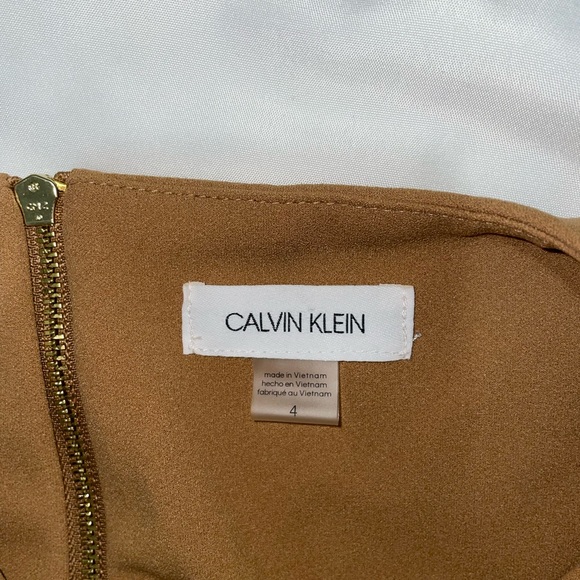 CALVIN KLEIN
made in Vietnam
hecho en Vietnam
fabriqué au Vietnam
4